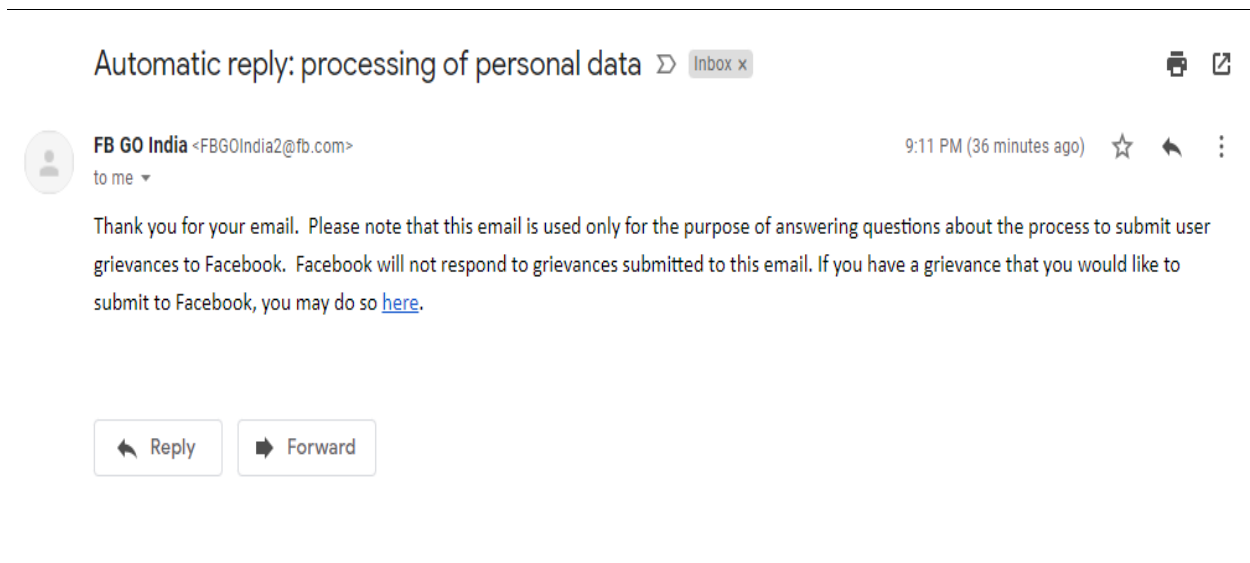 Automatic reply: processing of personal data Inbox x
FB GO India <FBGOIndia2@fb.com> 9:11 PM (36 minutes ago)
to me
Thank you for your email.  Please note that this email is used only for the purpose of answering questions about the process to submit user
grievances to Facebook.  Facebook will not respond to grievances submitted to this email. If you have a grievance that you would like to
submit to Facebook, you may do so here.
Reply Forward